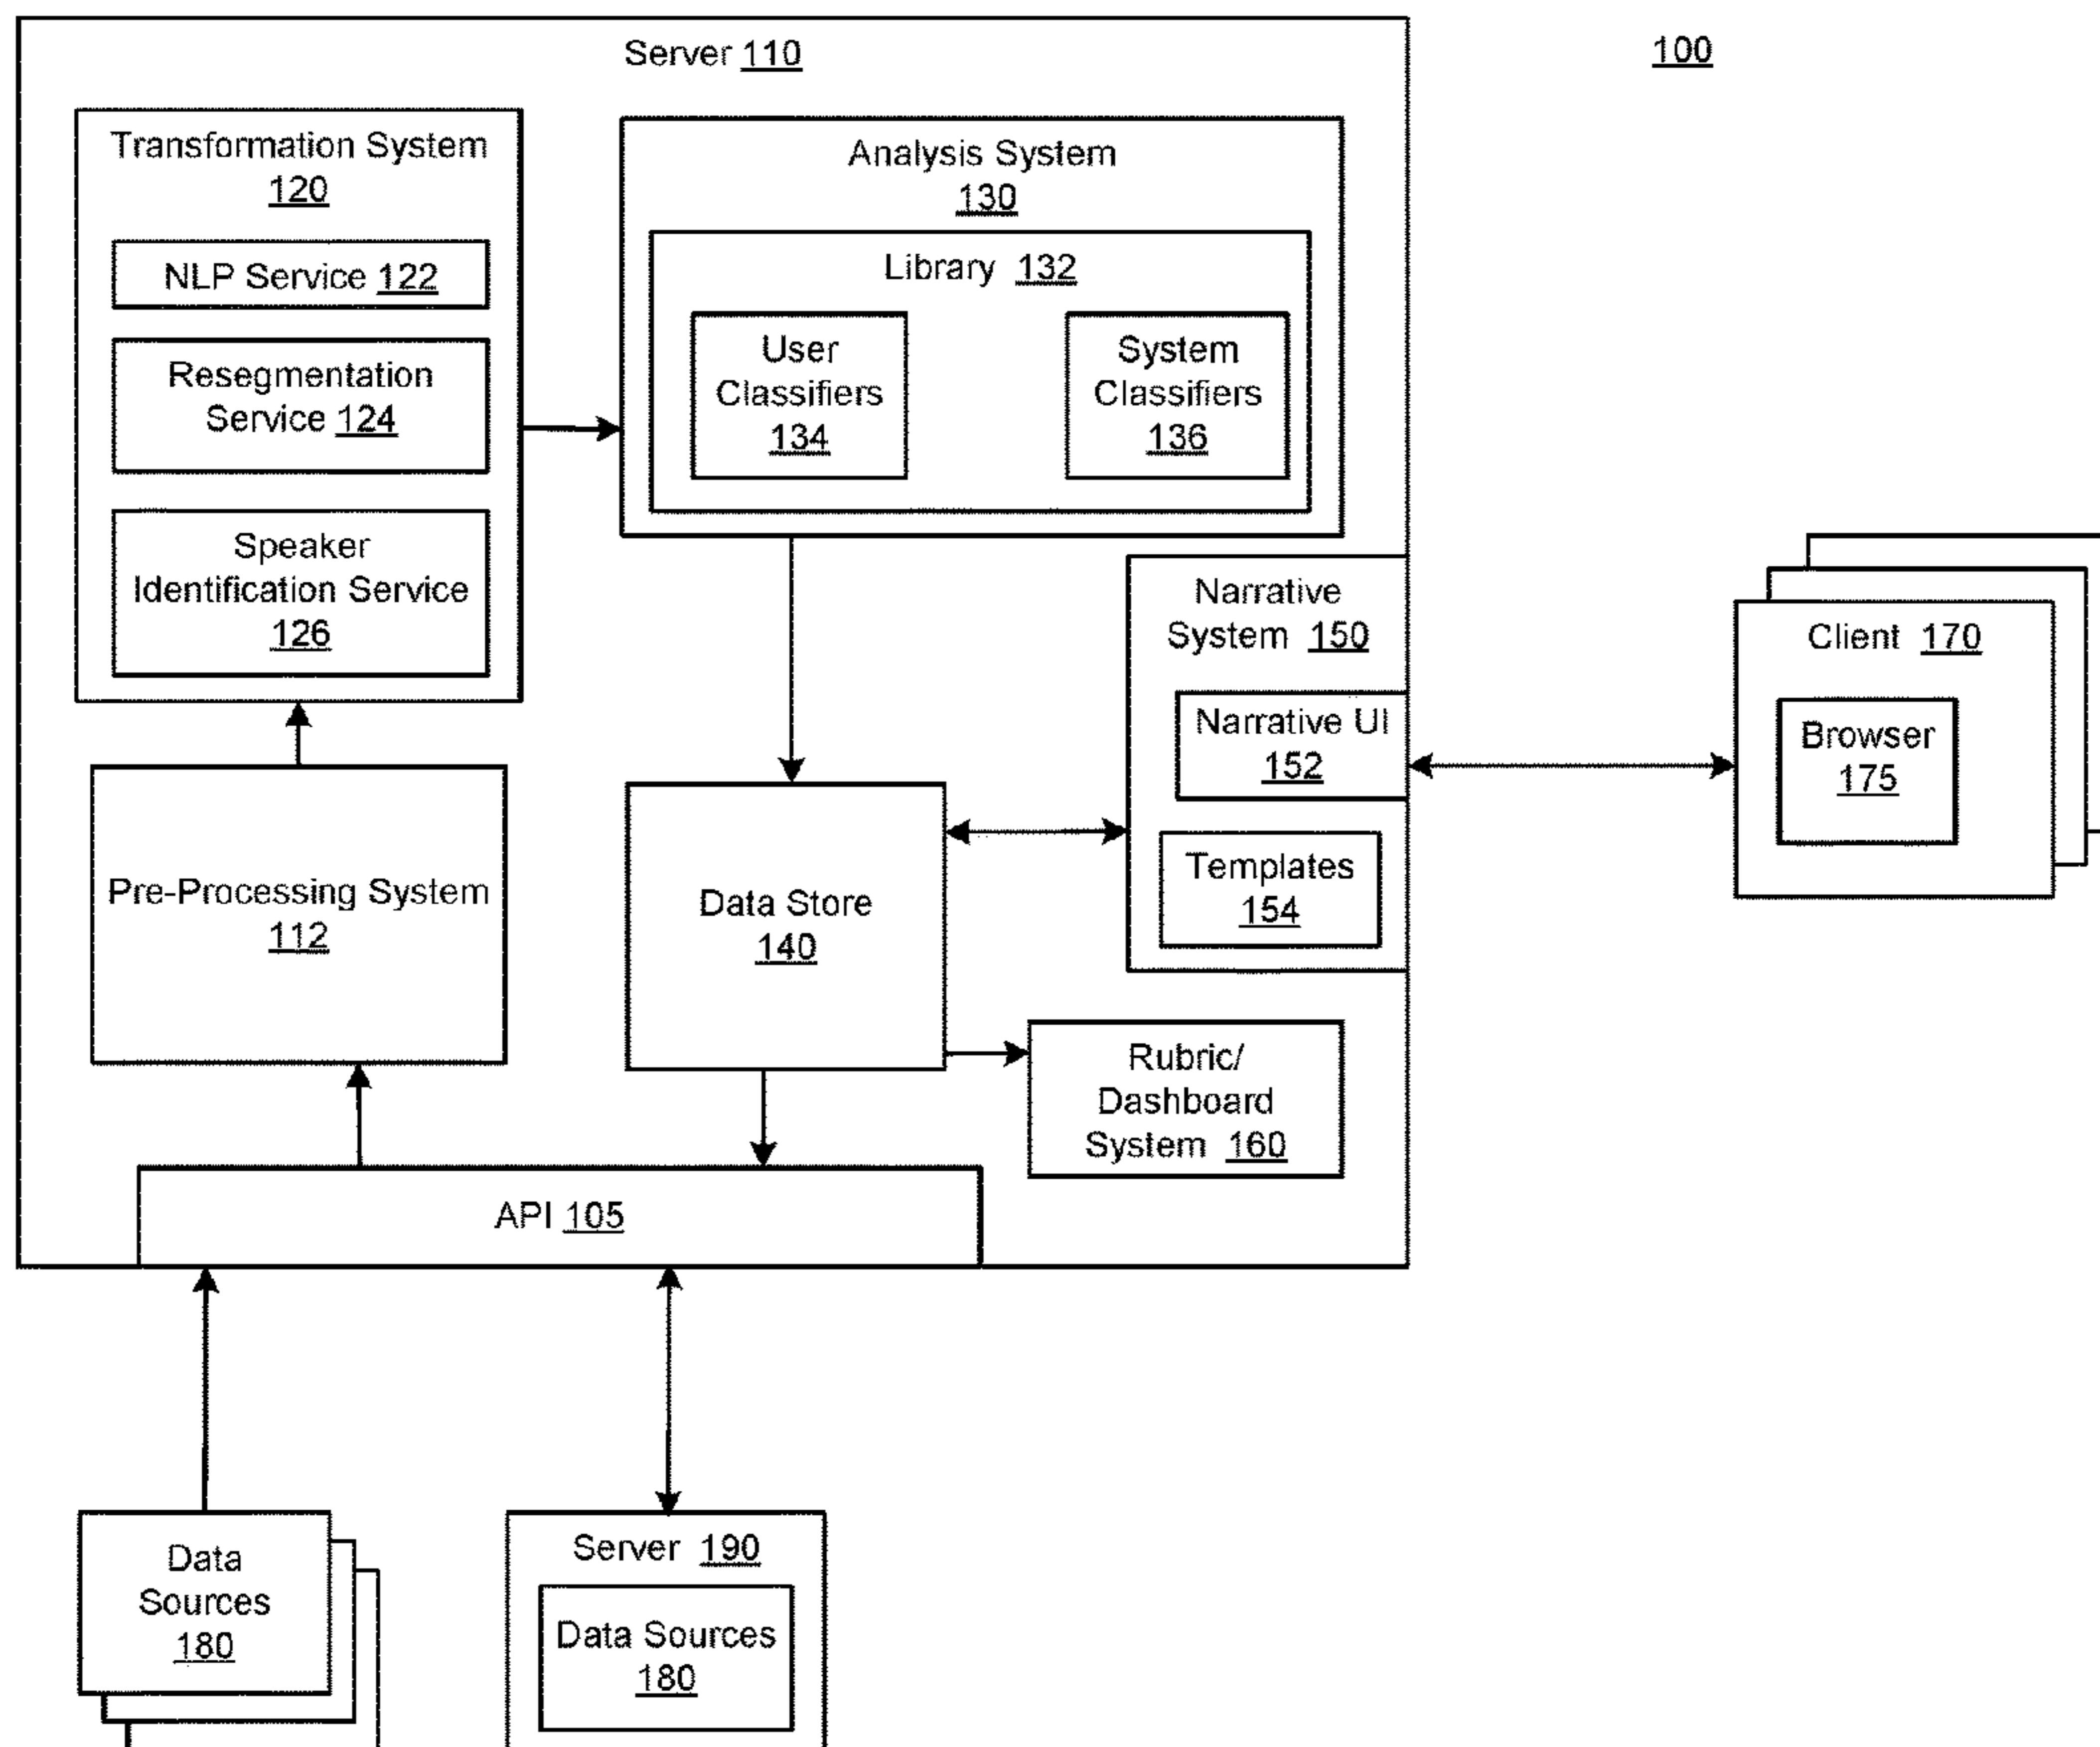 Server 110
100
Transformation System
120
NLP Service 122
Resegmentation
Service 124
Speaker
Identification Service
126
Analysis System
130
Library 132
User
Classifiers
134
System
Classifiers
136
Narrative
System 150
Narrative UI
152
Templates
154
Client 170
Browser
175
Pre-Processing System
112
Data Store
140
Rubric/
Dashboard
System 160
API 105
Data
Sources
180
Server 190
Data Sources
180